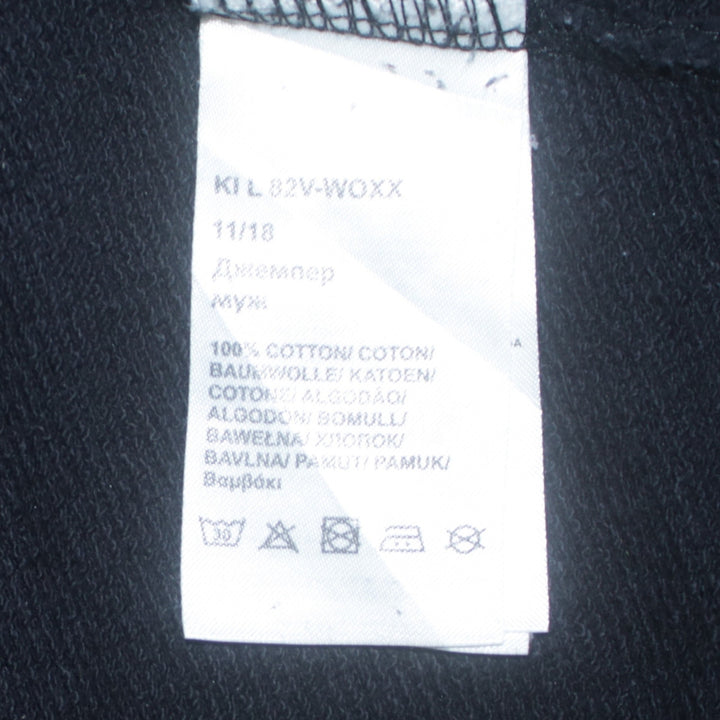 KI L 82V-WOXX
11/18
Джемпер
муж
100% COTTON/ COTON/
BAUMWOLLE/ KATOEN/
COTONE/ ALGODÃO/
ALGODÓN/ BOMULL/
BAWEŁNA/ ХЛОПОК/
BAVLNA/ PAMUT/ PAMUK/
Βαμβάκι
30